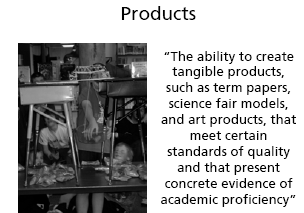 Products
“The ability to create
tangible products,
such as term papers,
science fair models,
and art products, that
meet certain
standards of quality
and that present
concrete evidence of
academic proficiency”